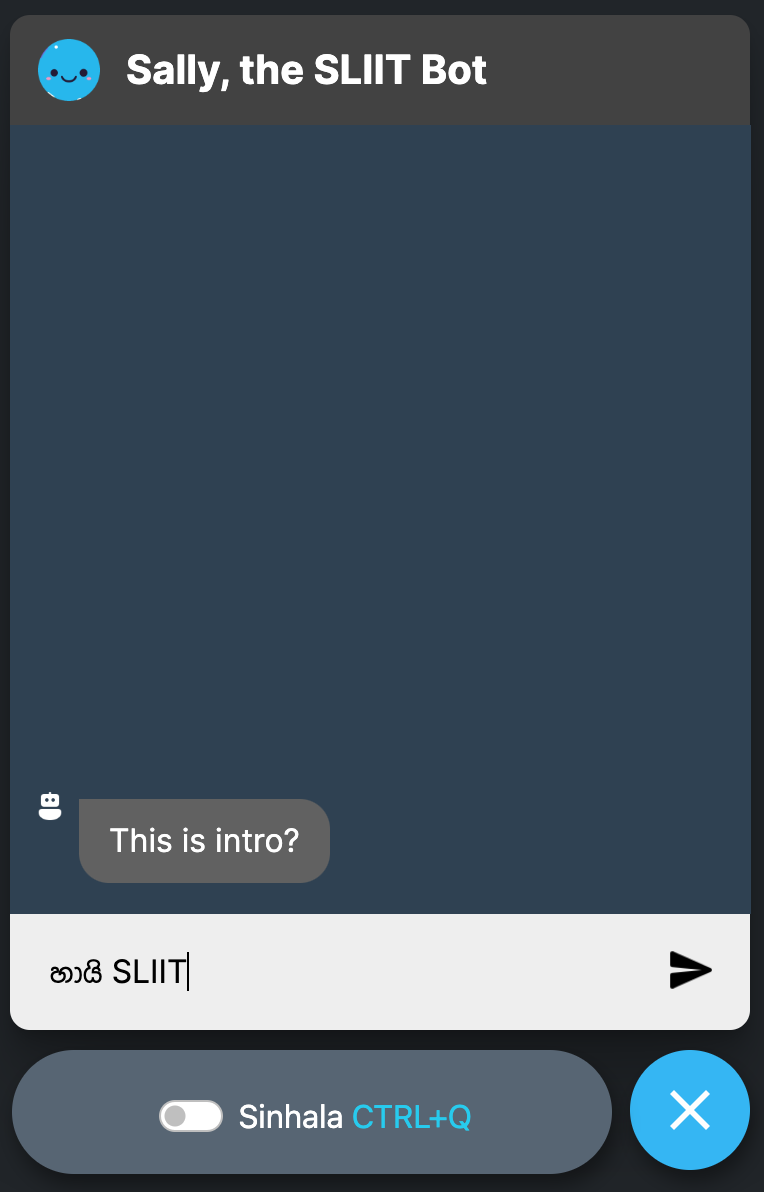 Sally, the SLIIT Bot
This is intro?
හායි SLIIT
Sinhala CTRL+Q